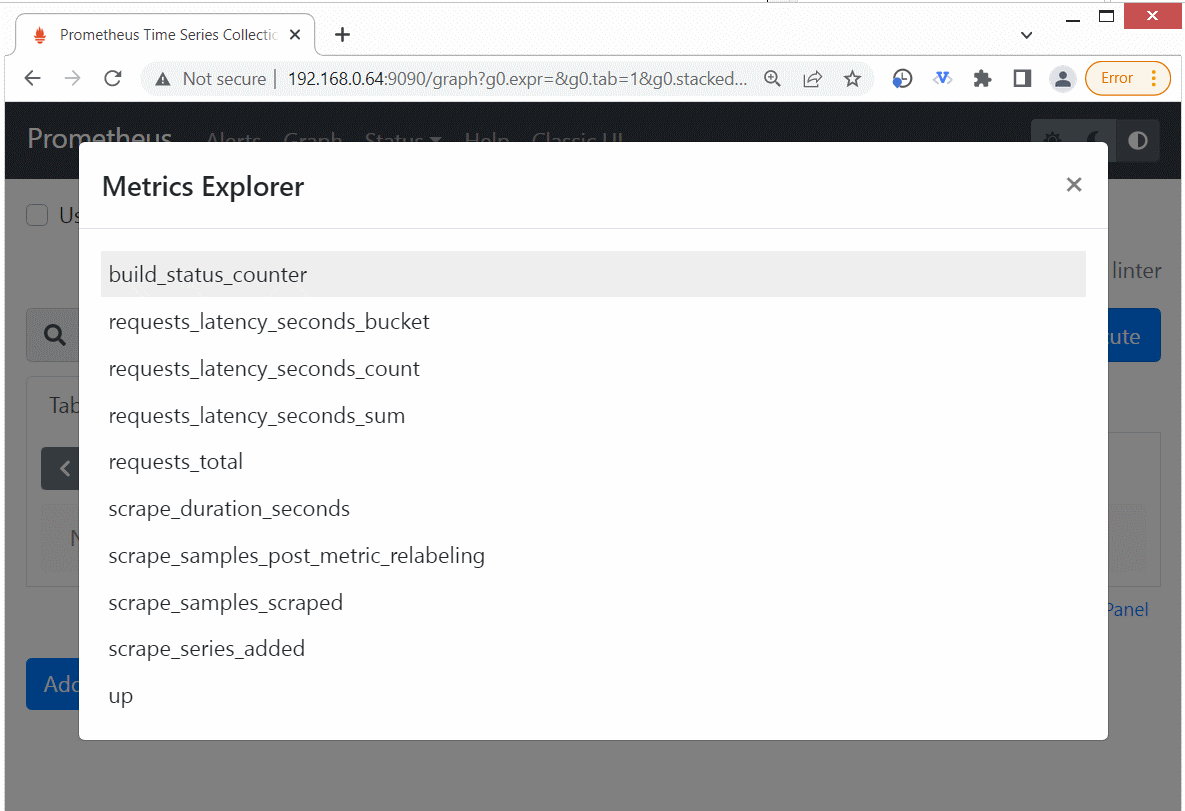 Prometheus Time Series Collectic
Not secure | 192.168.0.64:9090/graph?g0.expr=&g0.tab=1&g0.stacked...
Error
Prometheus Alerts Graph Status Help Classic UI
Metrics Explorer
Us
linter
build_status_counter
requests_latency_seconds_bucket
ute
requests_latency_seconds_count
Tab
requests_latency_seconds_sum
requests_total
scrape_duration_seconds
N
scrape_samples_post_metric_relabeling
scrape_samples_scraped
Panel
scrape_series_added
Add
up